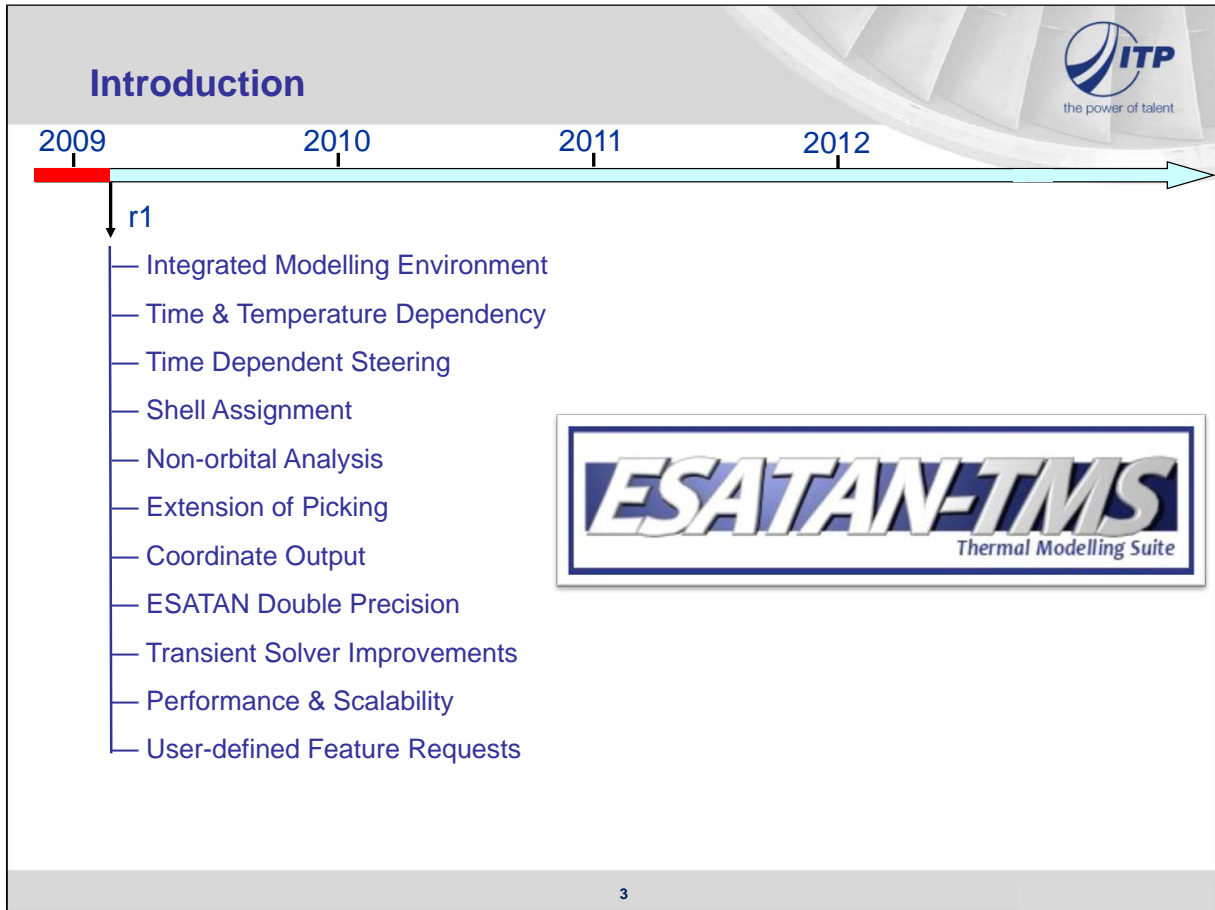 Introduction
ITP
the power of talent
2009 2010 2011 2012
r1
Integrated Modelling Environment
Time & Temperature Dependency
Time Dependent Steering
Shell Assignment
Non-orbital Analysis
Extension of Picking
Coordinate Output
ESATAN Double Precision
Transient Solver Improvements
Performance & Scalability
User-defined Feature Requests
ESATAN-TMS
Thermal Modelling Suite
3